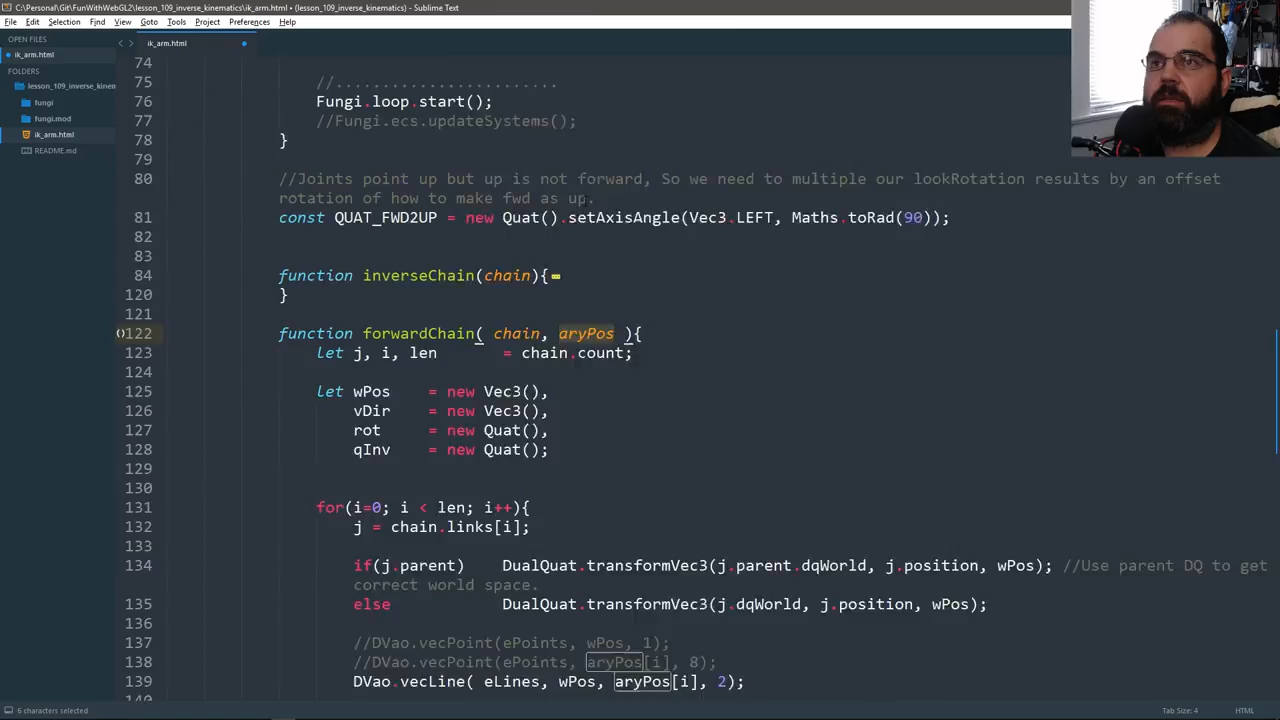 C:\Personal\Git\FunWithWebGL2\lesson_109_inverse_kinematics\ik_arm.html • (lesson_109_inverse_kinematics) - Sublime Text
File Edit Selection Find View Goto Tools Project Preferences Help
OPEN FILES
ik_arm.html
FOLDERS
lesson_109_inverse_kinem
fungi
fungi.mod
ik_arm.html
README.md
ik_arm.html
74
75 //.........................
76 Fungi.loop.start();
77 //Fungi.ecs.updateSystems();
78 }
79
80 //Joints point up but up is not forward, So we need to multiple our lookRotation results by an offset
rotation of how to make fwd as up.
81 const QUAT_FWD2UP = new Quat().setAxisAngle(Vec3.LEFT, Maths.toRad(90));
82
83
84 function inverseChain(chain){
120 }
121
122 function forwardChain( chain, aryPos ){
123 let j, i, len = chain.count;
124
125 let wPos = new Vec3(),
126 vDir = new Vec3(),
127 rot = new Quat(),
128 qInv = new Quat();
129
130
131 for(i=0; i < len; i++){
132 j = chain.links[i];
133
134 if(j.parent) DualQuat.transformVec3(j.parent.dqWorld, j.position, wPos); //Use parent DQ to get
correct world space.
135 else DualQuat.transformVec3(j.dqWorld, j.position, wPos);
136
137 //DVao.vecPoint(ePoints, wPos, 1);
138 //DVao.vecPoint(ePoints, aryPos[i], 8);
139 DVao.vecLine( eLines, wPos, aryPos[i], 2);
140
6 characters selected
Tab Size: 4
HTML